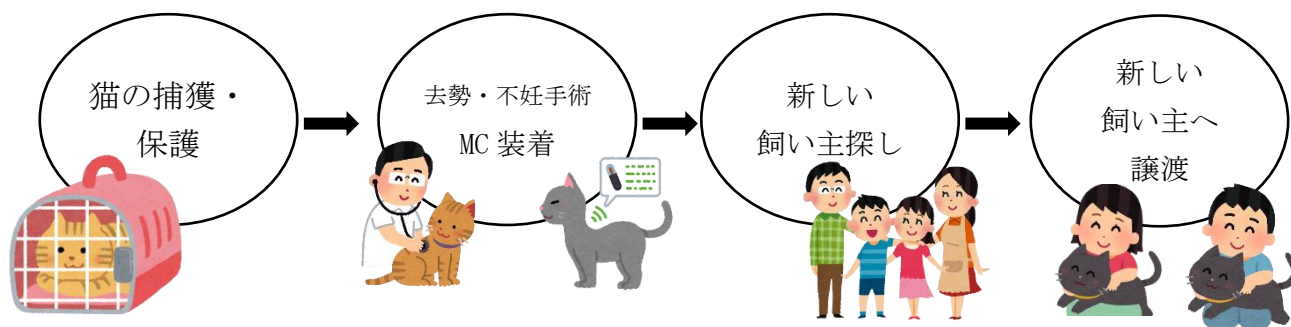 猫の捕獲・
保護
去勢・不妊手術
MC 装着
新しい
飼い主探し
新しい
飼い主へ
譲渡